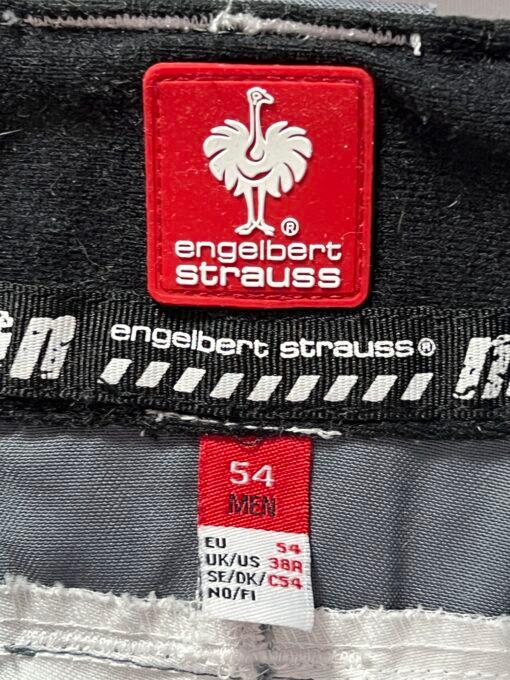 ®
engelbert
strauss
engelbert strauss®
54
MEN
EU 54
UK/US 38R
SE/DK/ C54
NO/FI